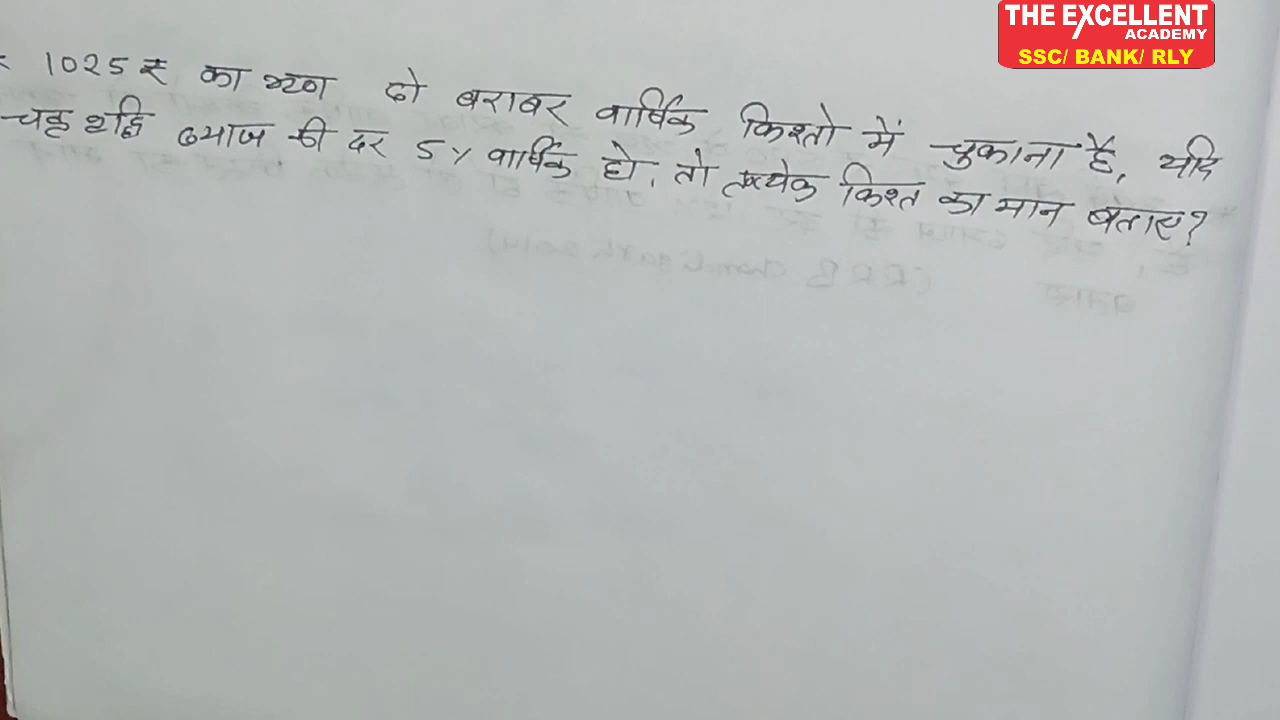 THE EXCELLENT
ACADEMY
SSC/ BANK/ RLY
1025 ₹ का ऋण दो बराबर वार्षिक किश्तो में चुकाना है, यदि
चक्रवृद्धि ब्याज की दर 5% वार्षिक हो, तो प्रत्येक किश्त का मान बताए?